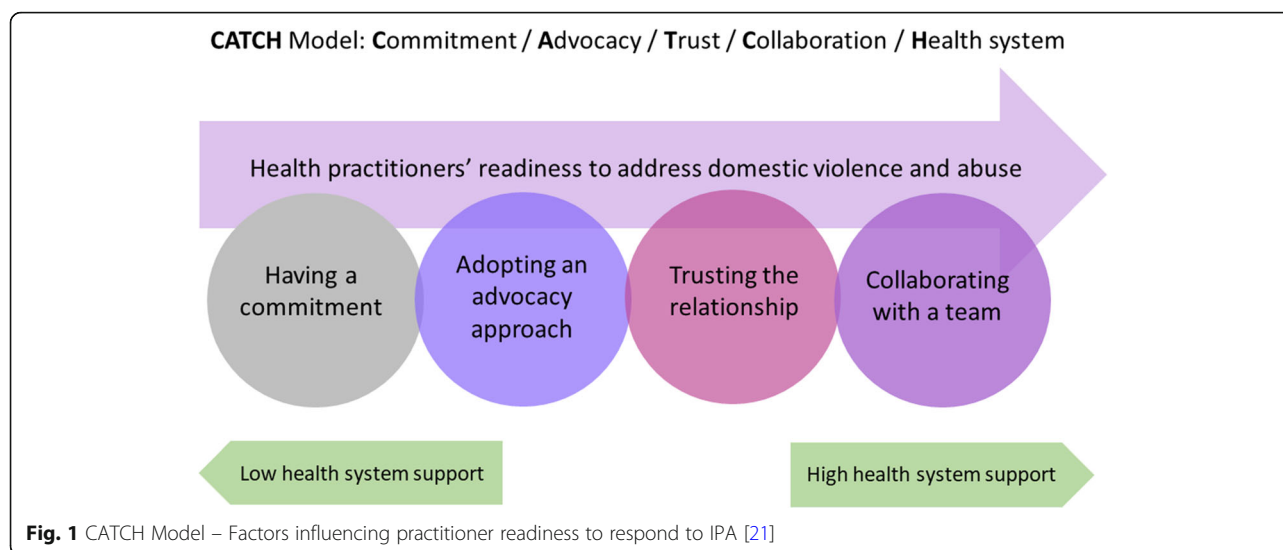 CATCH Model: Commitment / Advocacy / Trust / Collaboration / Health system
Health practitioners’ readiness to address domestic violence and abuse
Having a
commitment
Adopting an
advocacy
approach
Trusting the
relationship
Collaborating
with a team
Low health system support
High health system support
Fig. 1 CATCH Model – Factors influencing practitioner readiness to respond to IPA [21]